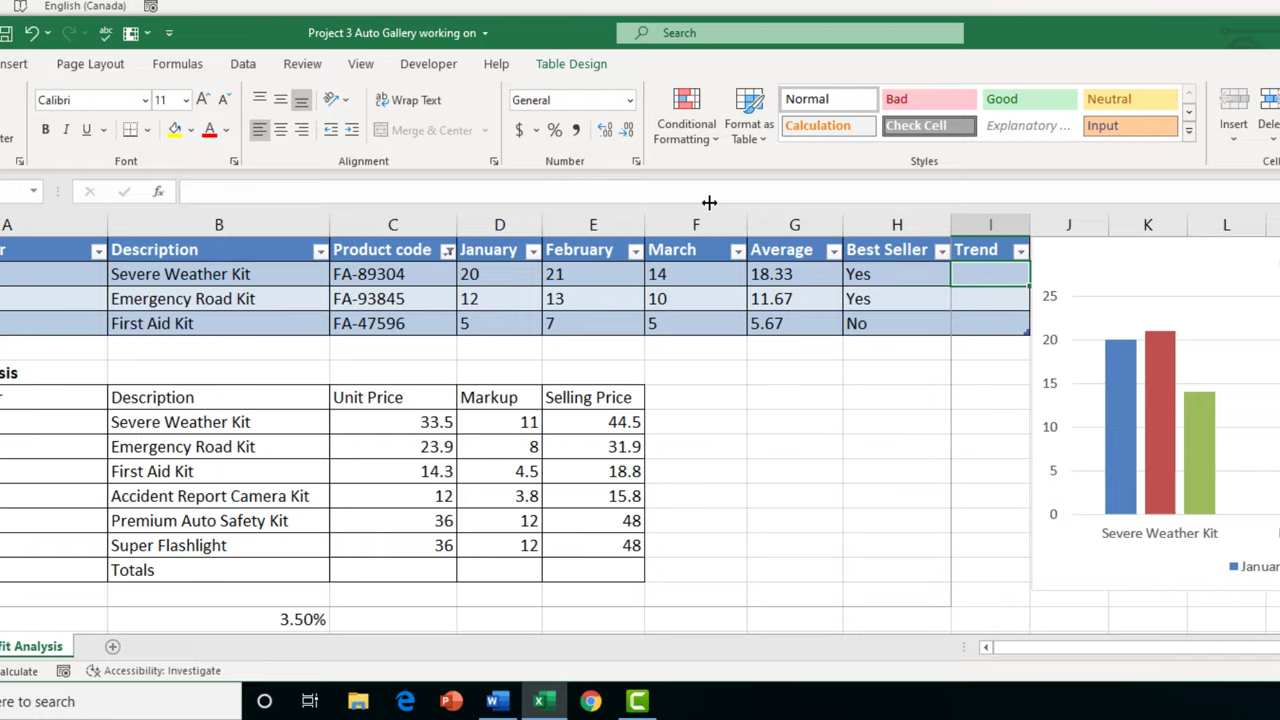 English (Canada)
Project 3 Auto Gallery working on
Search
nsert Page Layout Formulas Data Review View Developer Help Table Design
Calibri 11 Wrap Text General Conditional Formatting Format as Table Normal Bad Good Neutral Insert Dele
B I U Merge & Center $ % Calculation Check Cell Explanatory ... Input
Font Alignment Number Styles Cell
fx
A B C D E F G H I J K L
r Description Product code January February March Average Best Seller Trend
Severe Weather Kit FA-89304 20 21 14 18.33 Yes
Emergency Road Kit FA-93845 12 13 10 11.67 Yes
First Aid Kit FA-47596 5 7 5 5.67 No
sis
r Description Unit Price Markup Selling Price
Severe Weather Kit 33.5 11 44.5
Emergency Road Kit 23.9 8 31.9
First Aid Kit 14.3 4.5 18.8
Accident Report Camera Kit 12 3.8 15.8
Premium Auto Safety Kit 36 12 48
Super Flashlight 36 12 48
Totals
3.50%
25
20
15
10
5
0
Severe Weather Kit
Januar
fit Analysis
alculate Accessibility: Investigate
re to search